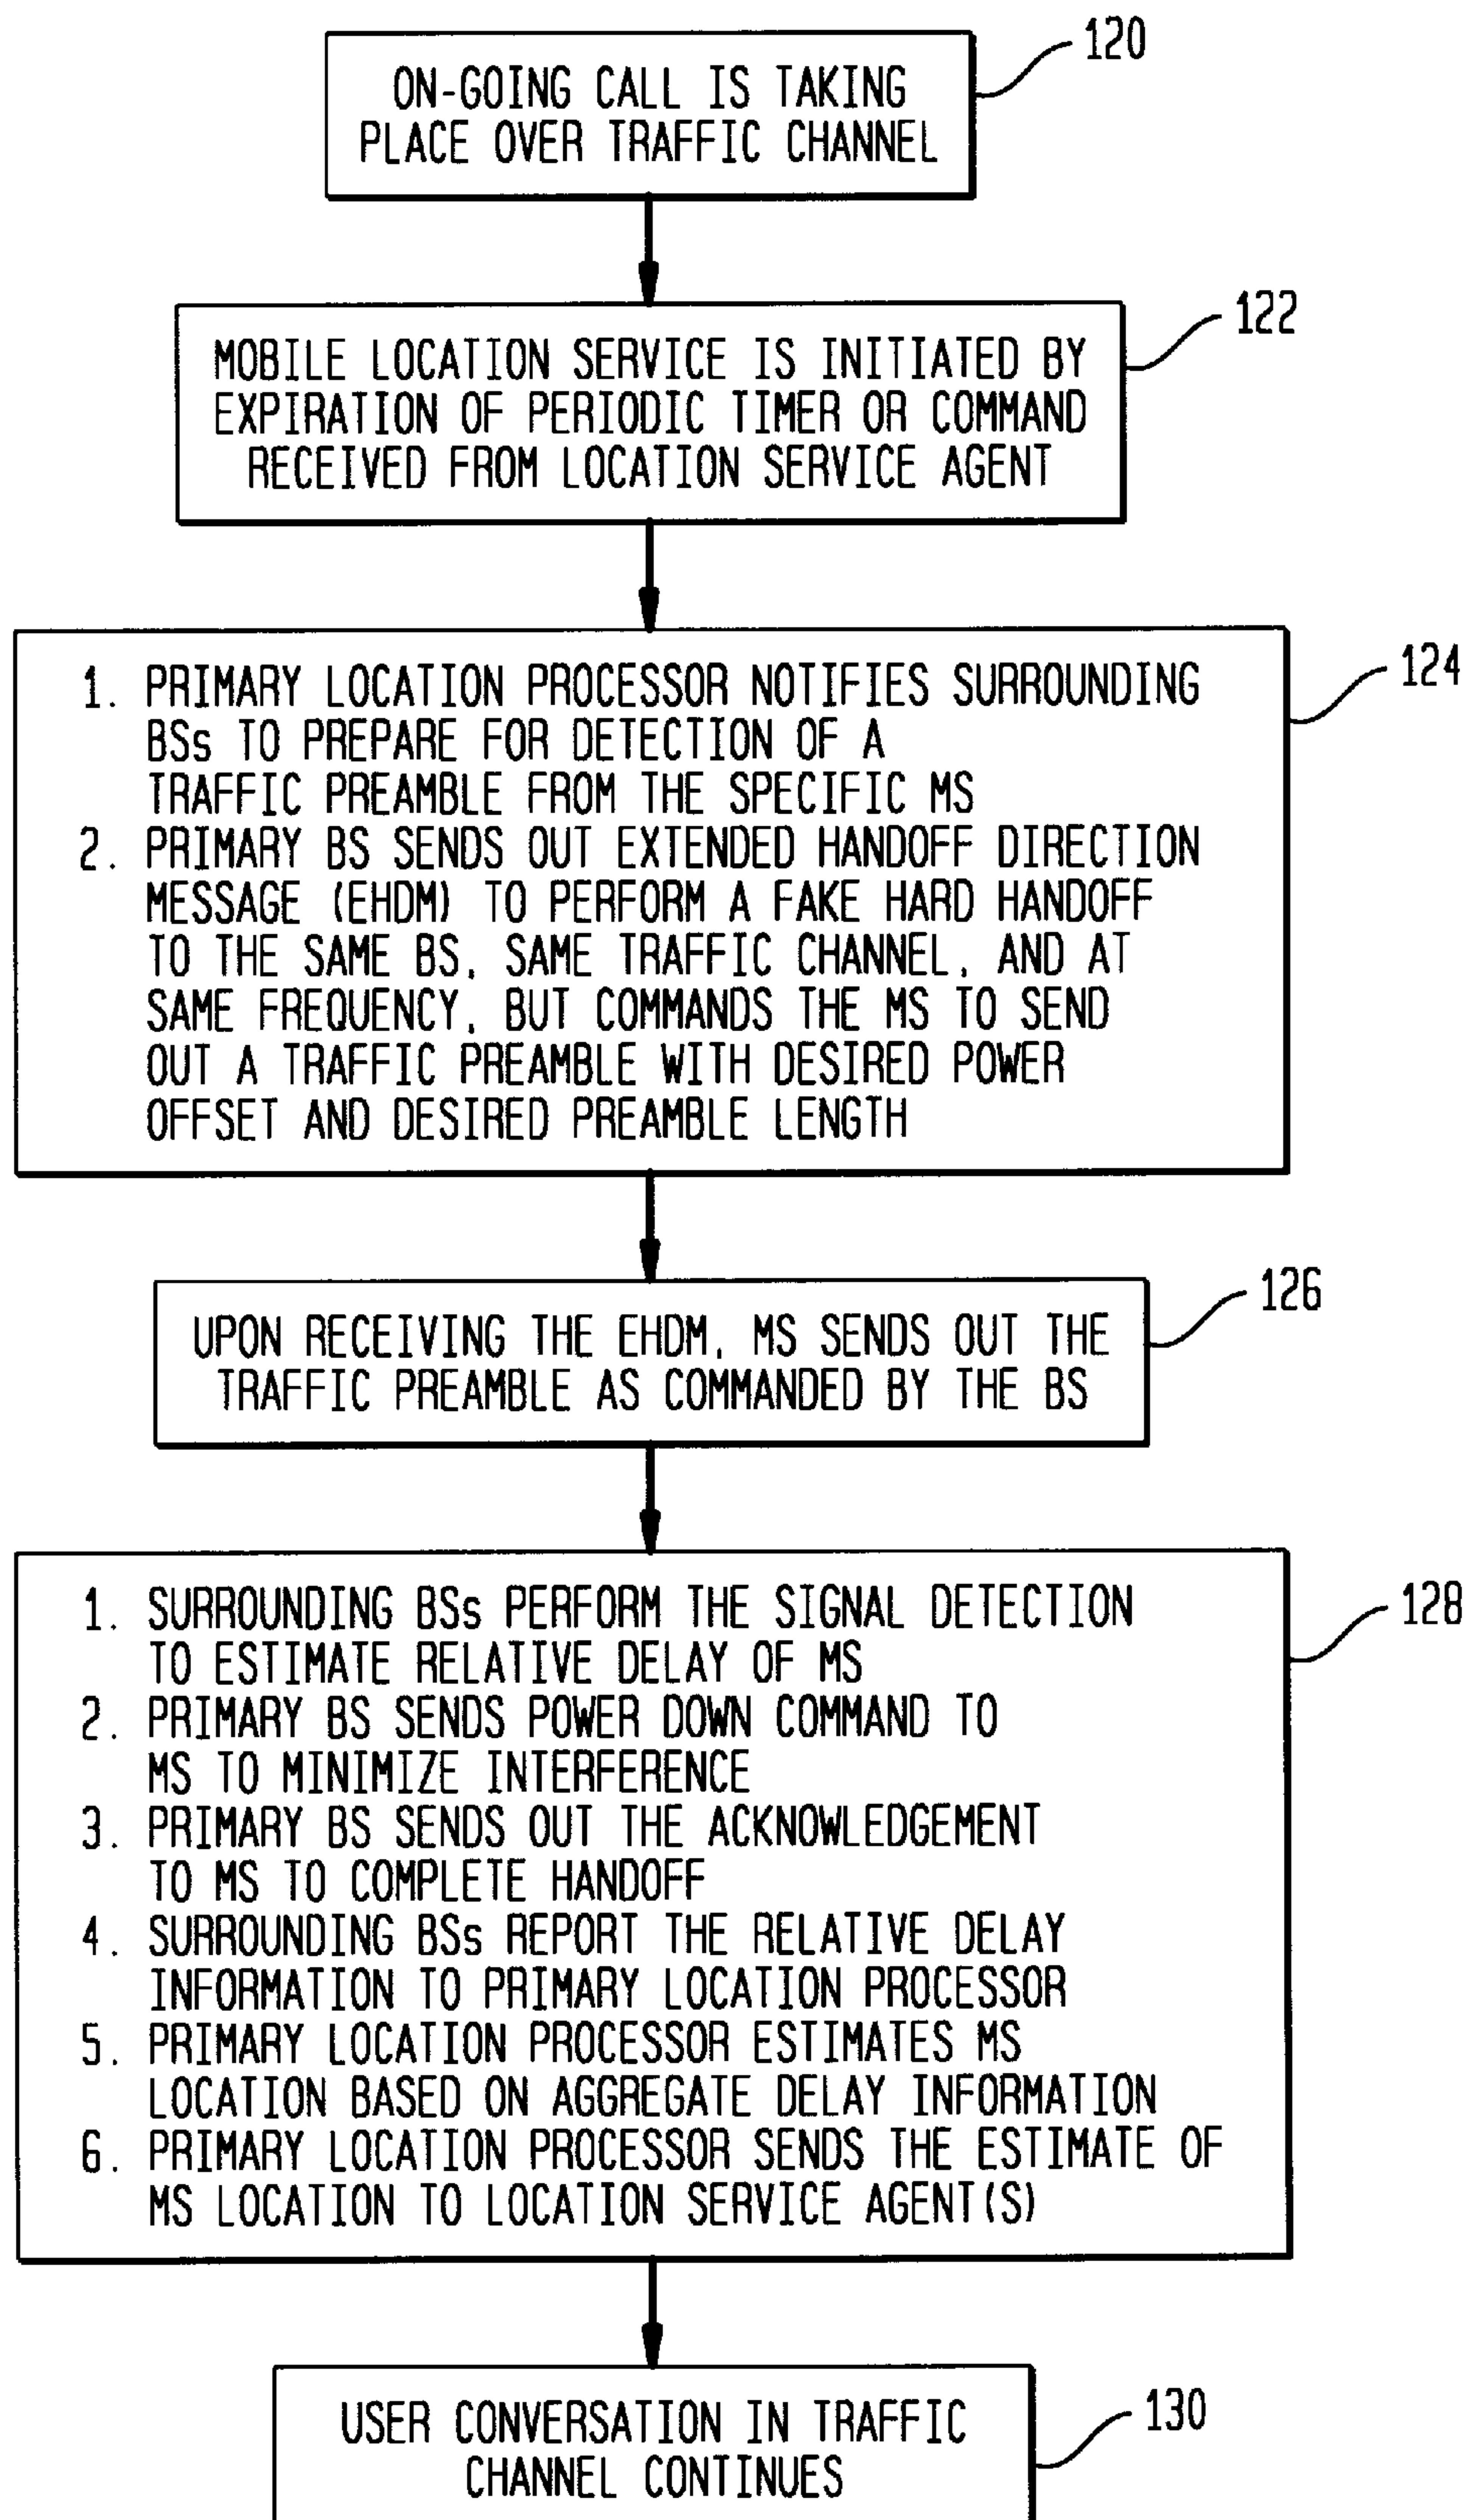 120
ON-GOING CALL IS TAKING
PLACE OVER TRAFFIC CHANNEL
122
MOBILE LOCATION SERVICE IS INITIATED BY
EXPIRATION OF PERIODIC TIMER OR COMMAND
RECEIVED FROM LOCATION SERVICE AGENT
124
1. PRIMARY LOCATION PROCESSOR NOTIFIES SURROUNDING
BSs TO PREPARE FOR DETECTION OF A
TRAFFIC PREAMBLE FROM THE SPECIFIC MS
2. PRIMARY BS SENDS OUT EXTENDED HANDOFF DIRECTION
MESSAGE (EHDM) TO PERFORM A FAKE HARD HANDOFF
TO THE SAME BS, SAME TRAFFIC CHANNEL, AND AT
SAME FREQUENCY, BUT COMMANDS THE MS TO SEND
OUT A TRAFFIC PREAMBLE WITH DESIRED POWER
OFFSET AND DESIRED PREAMBLE LENGTH
126
UPON RECEIVING THE EHDM, MS SENDS OUT THE
TRAFFIC PREAMBLE AS COMMANDED BY THE BS
128
1. SURROUNDING BSs PERFORM THE SIGNAL DETECTION
TO ESTIMATE RELATIVE DELAY OF MS
2. PRIMARY BS SENDS POWER DOWN COMMAND TO
MS TO MINIMIZE INTERFERENCE
3. PRIMARY BS SENDS OUT THE ACKNOWLEDGEMENT
TO MS TO COMPLETE HANDOFF
4. SURROUNDING BSs REPORT THE RELATIVE DELAY
INFORMATION TO PRIMARY LOCATION PROCESSOR
5. PRIMARY LOCATION PROCESSOR ESTIMATES MS
LOCATION BASED ON AGGREGATE DELAY INFORMATION
6. PRIMARY LOCATION PROCESSOR SENDS THE ESTIMATE OF
MS LOCATION TO LOCATION SERVICE AGENT(S)
130
USER CONVERSATION IN TRAFFIC
CHANNEL CONTINUES